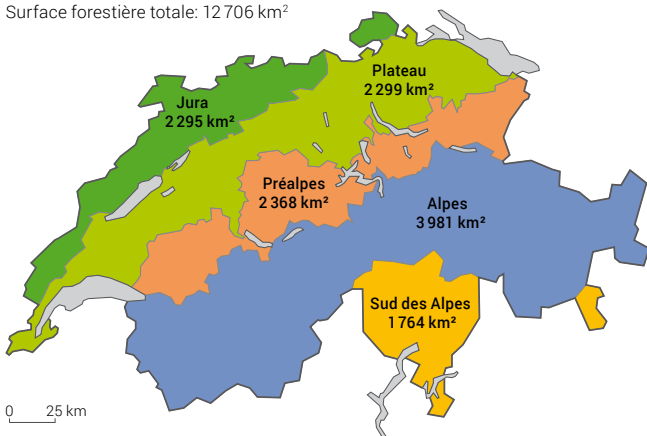 Surface forestière totale: 12 706 km²
Plateau
2 299 km²
Jura
2 295 km²
Préalpes
2 368 km²
Alpes
3 981 km²
Sud des Alpes
1 764 km²
0 25 km